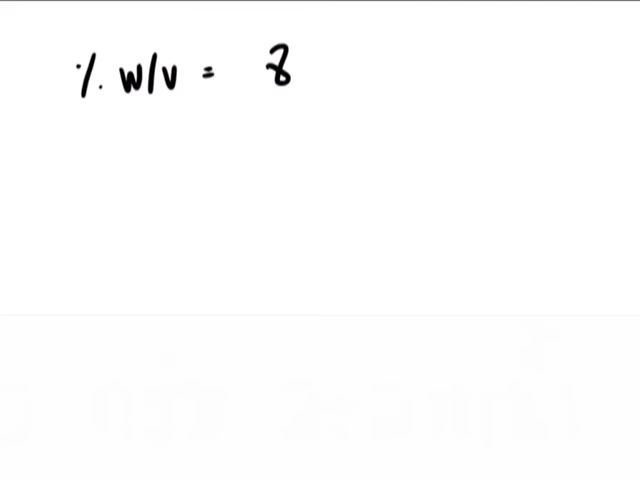 % w/v = 8